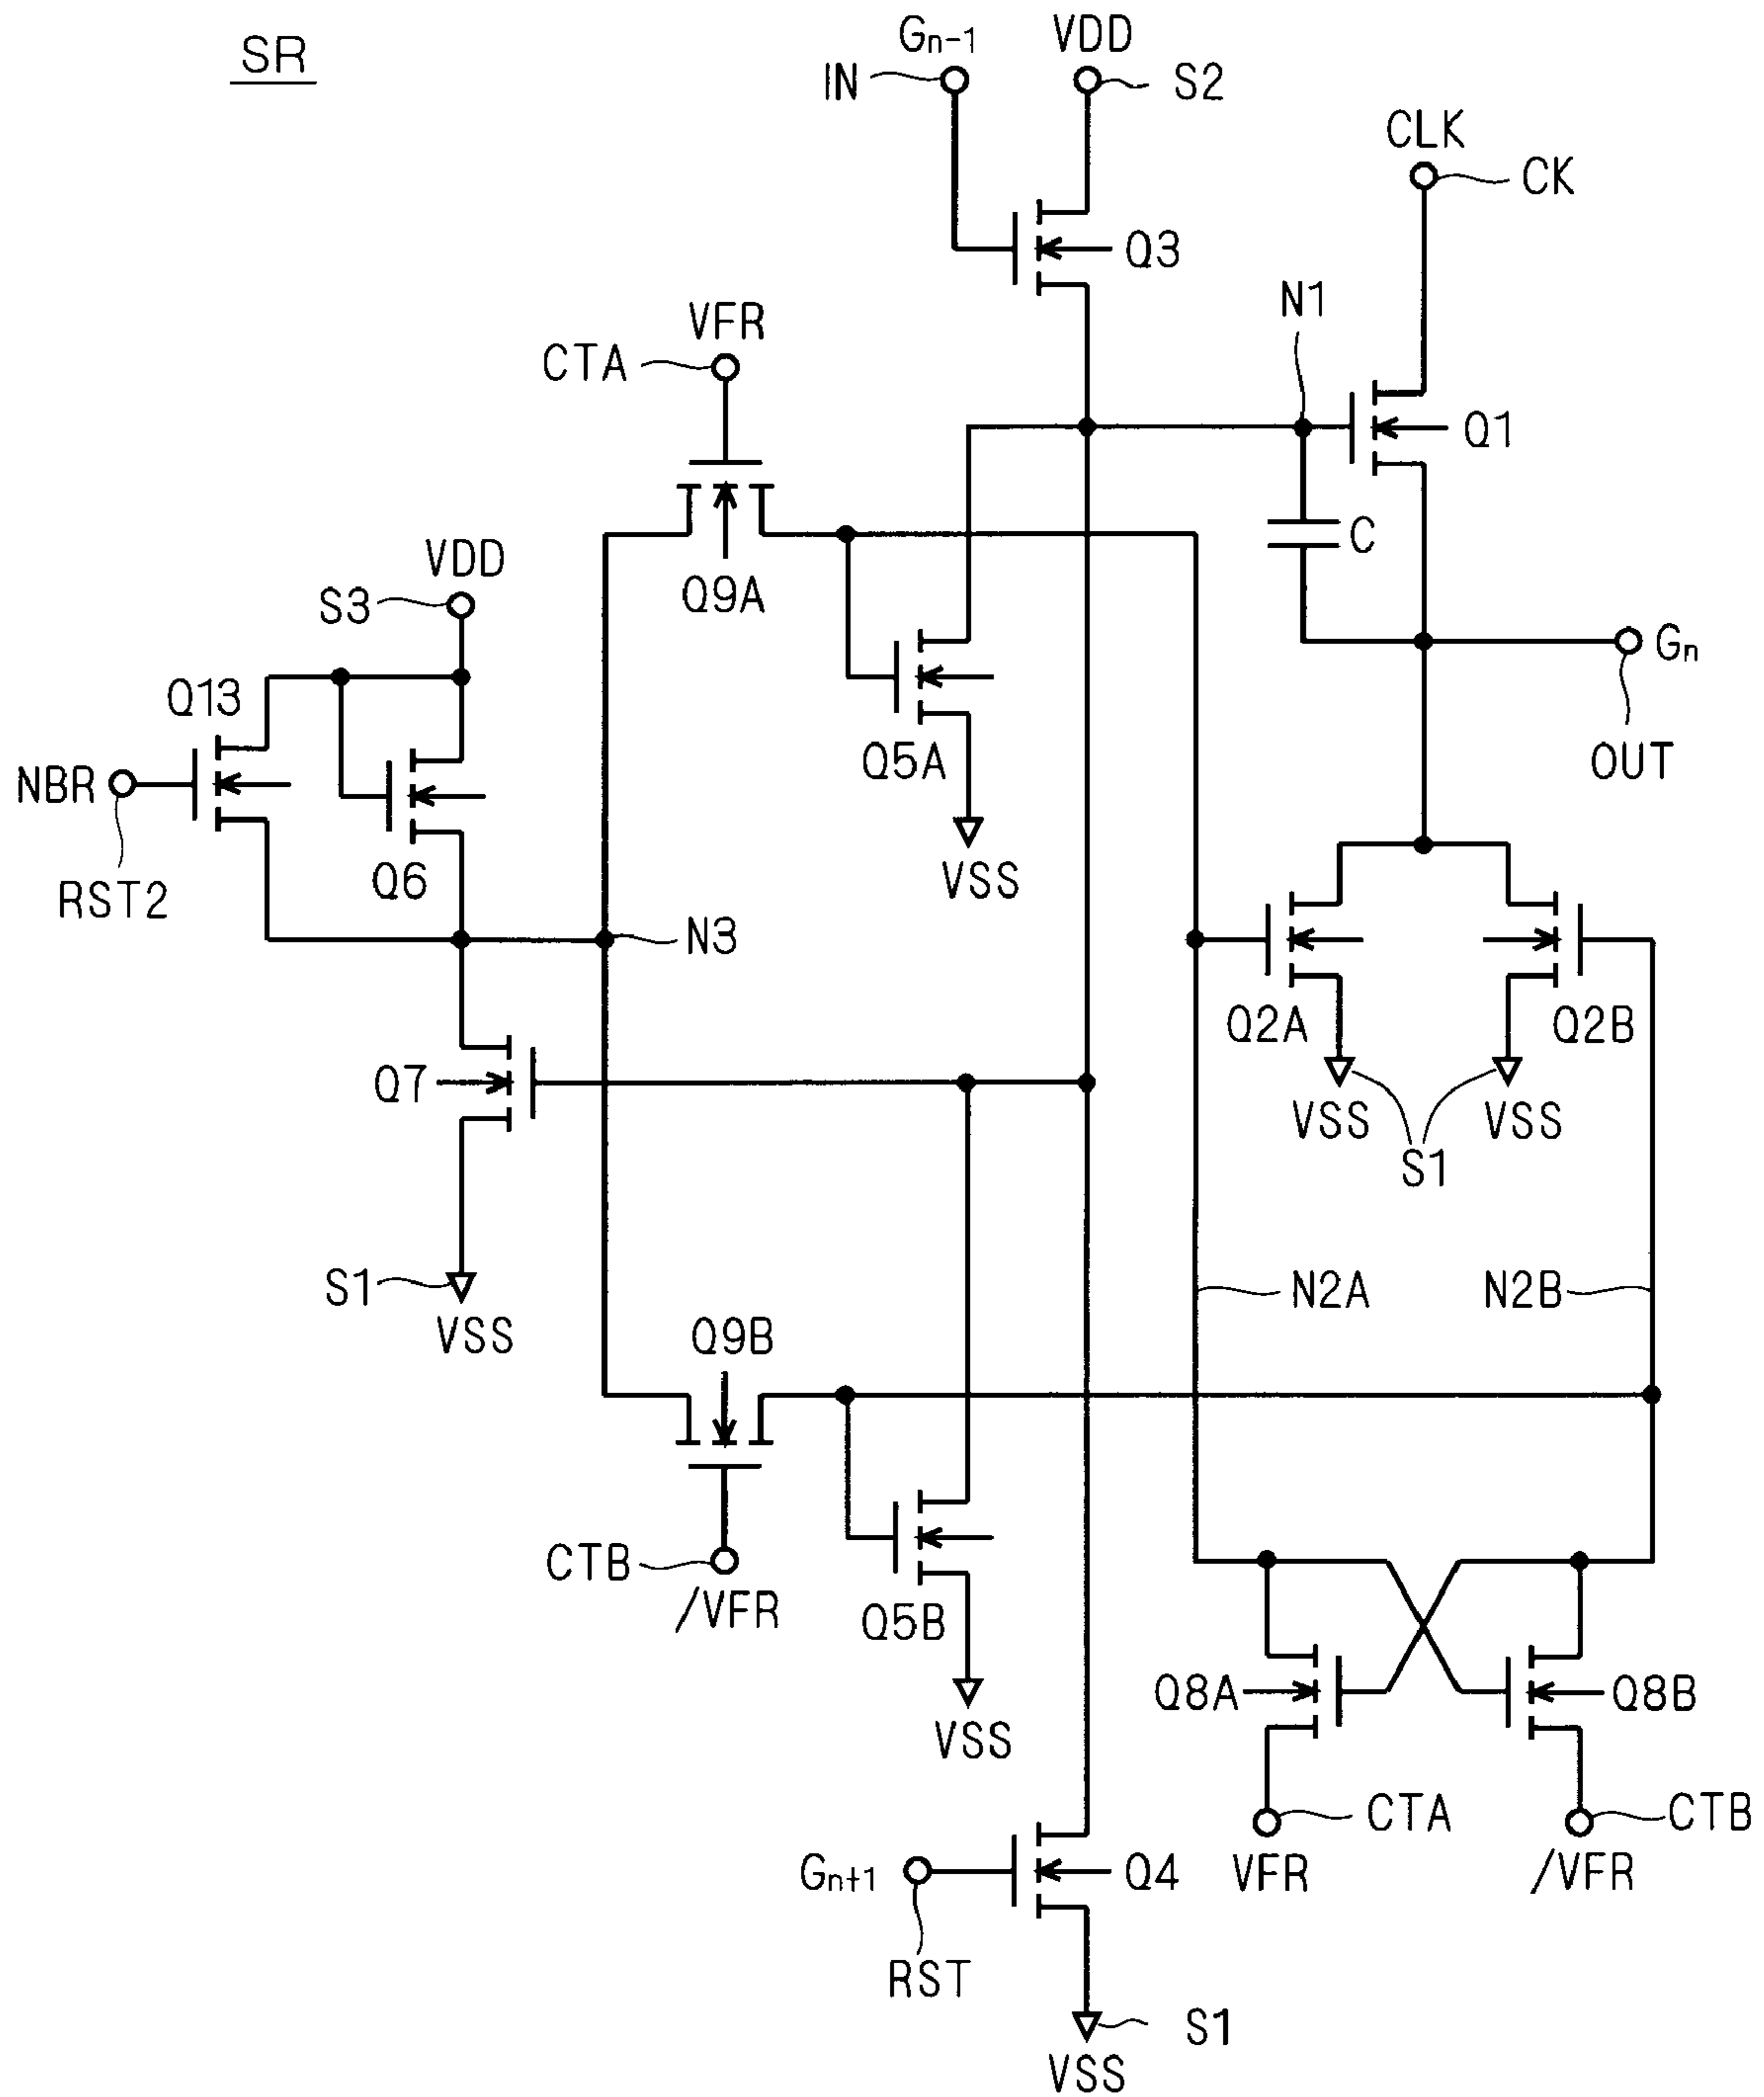 SR
G_{n-1} VDD
IN S2
CLK
CK
Q3
N1
VFR
CTA
Q1
C
Q9A
VDD
S3
Gn
Q13
Q5A
OUT
NBR
Q6
VSS
RST2
N3
Q2A Q2B
Q7
VSS VSS
S1
S1
N2A N2B
VSS
Q9B
CTB
/VFR
Q5B
Q8A Q8B
VSS
CTA CTB
VFR /VFR
Gn+1 Q4
RST
S1
VSS